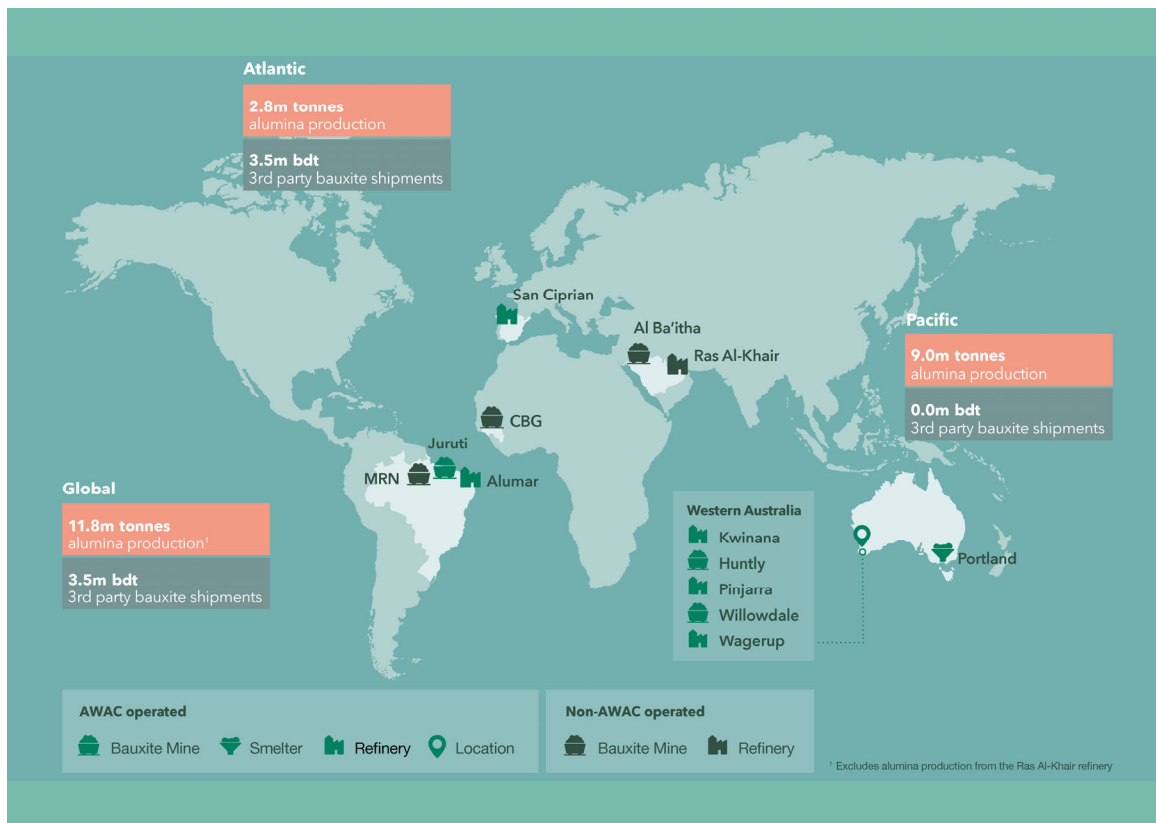 Atlantic
2.8m tonnes
alumina production
3.5m bdt
3rd party bauxite shipments
San Ciprian
Al Ba’itha
Ras Al-Khair
Pacific
9.0m tonnes
alumina production
0.0m bdt
3rd party bauxite shipments
CBG
Juruti
MRN
Alumar
Global
11.8m tonnes
alumina production¹
3.5m bdt
3rd party bauxite shipments
Western Australia
Kwinana
Huntly
Pinjarra
Willowdale
Wagerup
Portland
AWAC operated
Bauxite Mine
Smelter
Refinery
Location
Non-AWAC operated
Bauxite Mine
Refinery
¹ Excludes alumina production from the Ras Al-Khair refinery